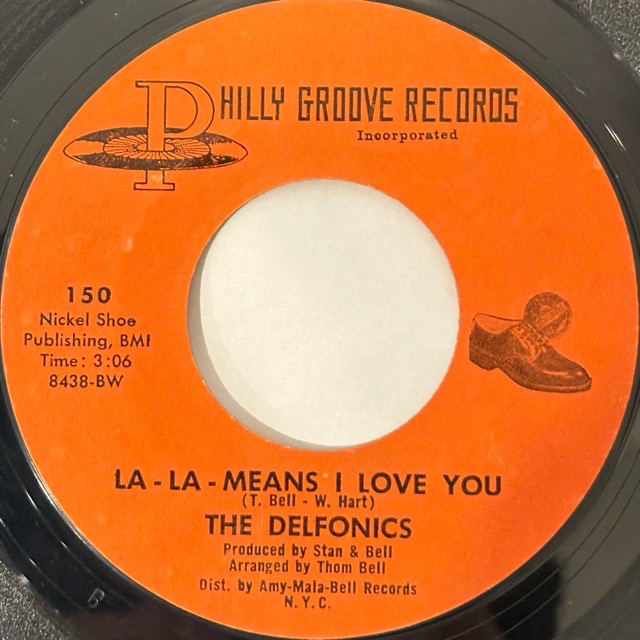 PHILLY GROOVE RECORDS
Incorporated
150
Nickel Shoe
Publishing, BMI
Time: 3:06
8438-BW
LA-LA-MEANS I LOVE YOU
(T. Bell - W. Hart)
THE DELFONICS
Produced by Stan & Bell
Arranged by Thom Bell
Dist. by Amy-Mala-Bell Records
N.Y.C.